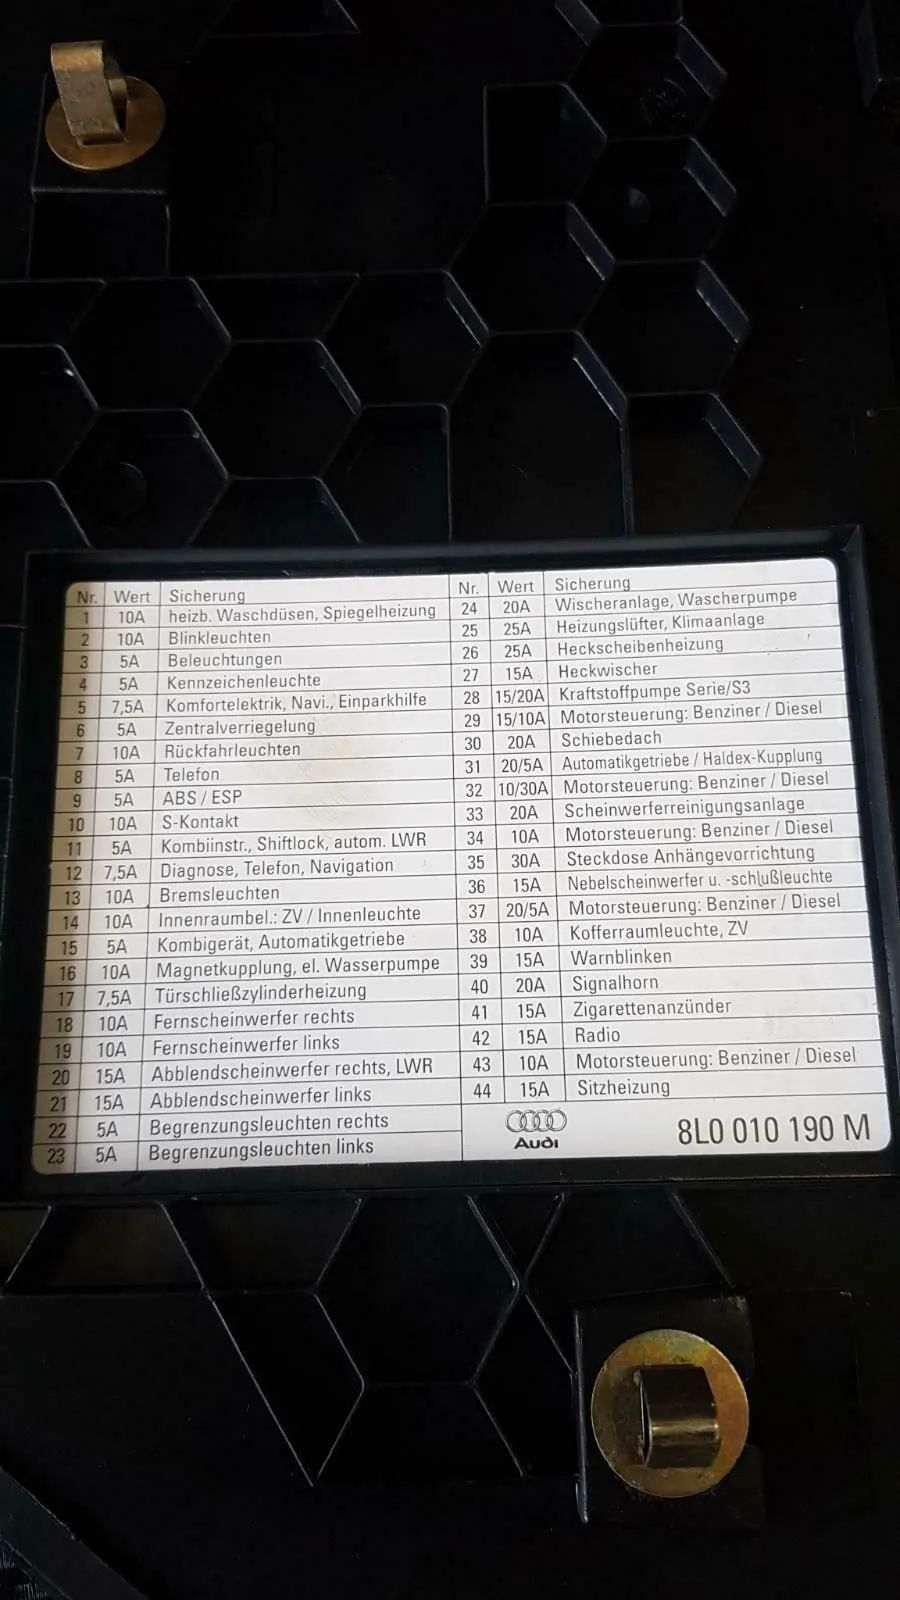 Nr. Wert Sicherung
1 10A heizb. Waschdüsen, Spiegelheizung
2 10A Blinkleuchten
3 5A Beleuchtungen
4 5A Kennzeichenleuchte
5 7,5A Komfortelektrik, Navi., Einparkhilfe
6 5A Zentralverriegelung
7 10A Rückfahrleuchten
8 5A Telefon
9 5A ABS / ESP
10 10A S-Kontakt
11 5A Kombiinstr., Shiftlock, autom. LWR
12 7,5A Diagnose, Telefon, Navigation
13 10A Bremsleuchten
14 10A Innenraumbel.: ZV / Innenleuchte
15 5A Kombigerät, Automatikgetriebe
16 10A Magnetkupplung, el. Wasserpumpe
17 7,5A Türschließzylinderheizung
18 10A Fernscheinwerfer rechts
19 10A Fernscheinwerfer links
20 15A Abblendscheinwerfer rechts, LWR
21 15A Abblendscheinwerfer links
22 5A Begrenzungsleuchten rechts
23 5A Begrenzungsleuchten links
Nr. Wert Sicherung
24 20A Wischeranlage, Wascherpumpe
25 25A Heizungslüfter, Klimaanlage
26 25A Heckscheibenheizung
27 15A Heckwischer
28 15/20A Kraftstoffpumpe Serie/S3
29 15/10A Motorsteuerung: Benziner / Diesel
30 20A Schiebedach
31 20/5A Automatikgetriebe / Haldex-Kupplung
32 10/30A Motorsteuerung: Benziner / Diesel
33 20A Scheinwerferreinigungsanlage
34 10A Motorsteuerung: Benziner / Diesel
35 30A Steckdose Anhängevorrichtung
36 15A Nebelscheinwerfer u. -schlußleuchte
37 20/5A Motorsteuerung: Benziner / Diesel
38 10A Kofferraumleuchte, ZV
39 15A Warnblinken
40 20A Signalhorn
41 15A Zigarettenanzünder
42 15A Radio
43 10A Motorsteuerung: Benziner / Diesel
44 15A Sitzheizung
Audi
8L0 010 190 M